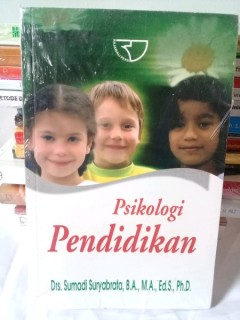 Psikologi
Pendidikan
Drs. Sumadi Suryabrata, B.A., M.A., Ed.S., Ph.D.